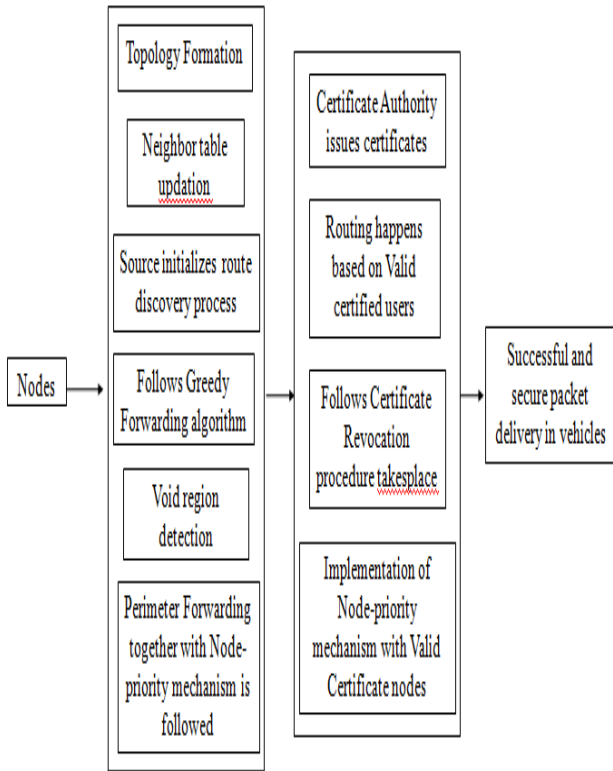 Nodes
Topology Formation
Neighbor table
updation
Source initializes route
discovery process
Follows Greedy
Forwarding algorithm
Void region
detection
Perimeter Forwarding
together with Node-
priority mechanism is
followed
Certificate Authority
issues certificates
Routing happens
based on Valid
certified users
Follows Certificate
Revocation
procedure takesplace
Implementation of
Node-priority
mechanism with Valid
Certificate nodes
Successful and
secure packet
delivery in vehicles